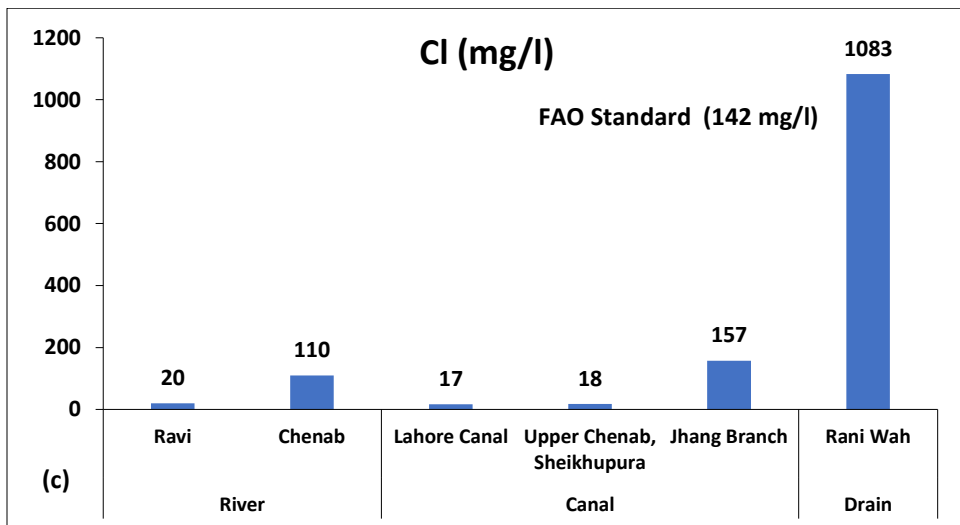 Cl (mg/l)
FAO Standard (142 mg/l)
1200
1000
800
600
400
200
0
20
110
17
18
157
1083
Ravi
Chenab
Lahore Canal
Upper Chenab,
Sheikhupura
Jhang Branch
Rani Wah
River
Canal
Drain
(c)